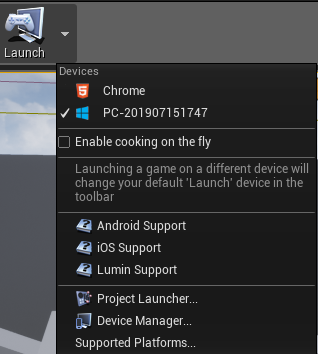 Launch
Devices
Chrome
PC-201907151747
Enable cooking on the fly
Launching a game on a different device will
change your default 'Launch' device in the
toolbar
Android Support
iOS Support
Lumin Support
Project Launcher...
Device Manager...
Supported Platforms...